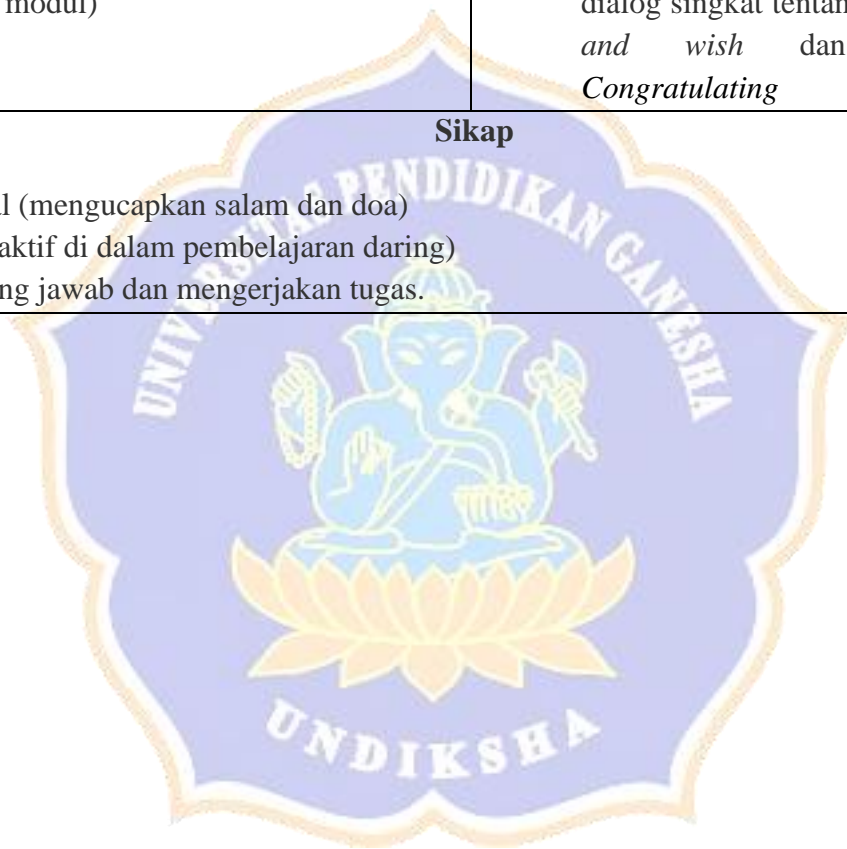 modul)
dialog singkat tentan
and wish dan
Congratulating
Sikap
l (mengucapkan salam dan doa)
aktif di dalam pembelajaran daring)
ng jawab dan mengerjakan tugas.
UNIVERSITAS PENDIDIKAN GANESHA
UNDIKSHA